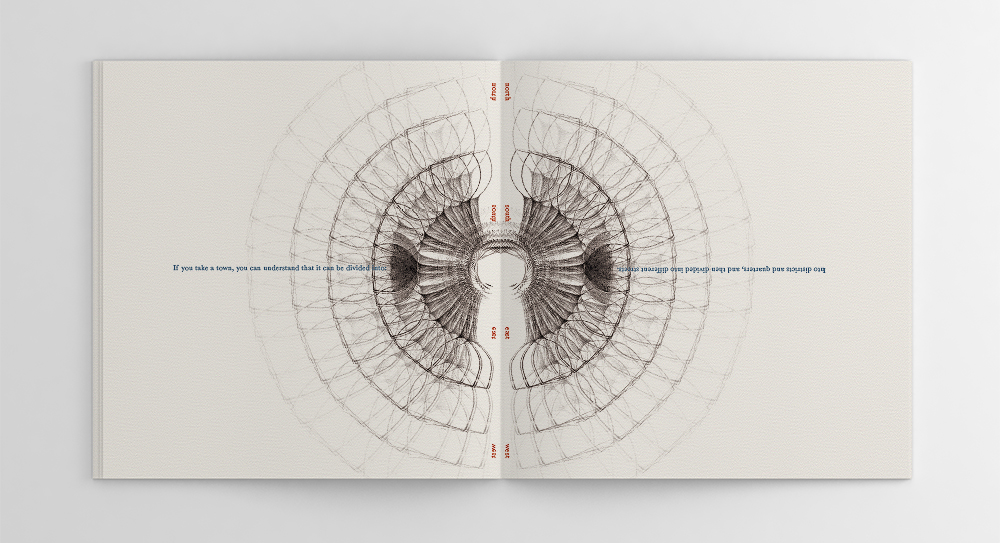 north north
south south
If you take a town, you can understand that it can be divided into:
into districts and quarters, and then divided into different streets.
east east
west west